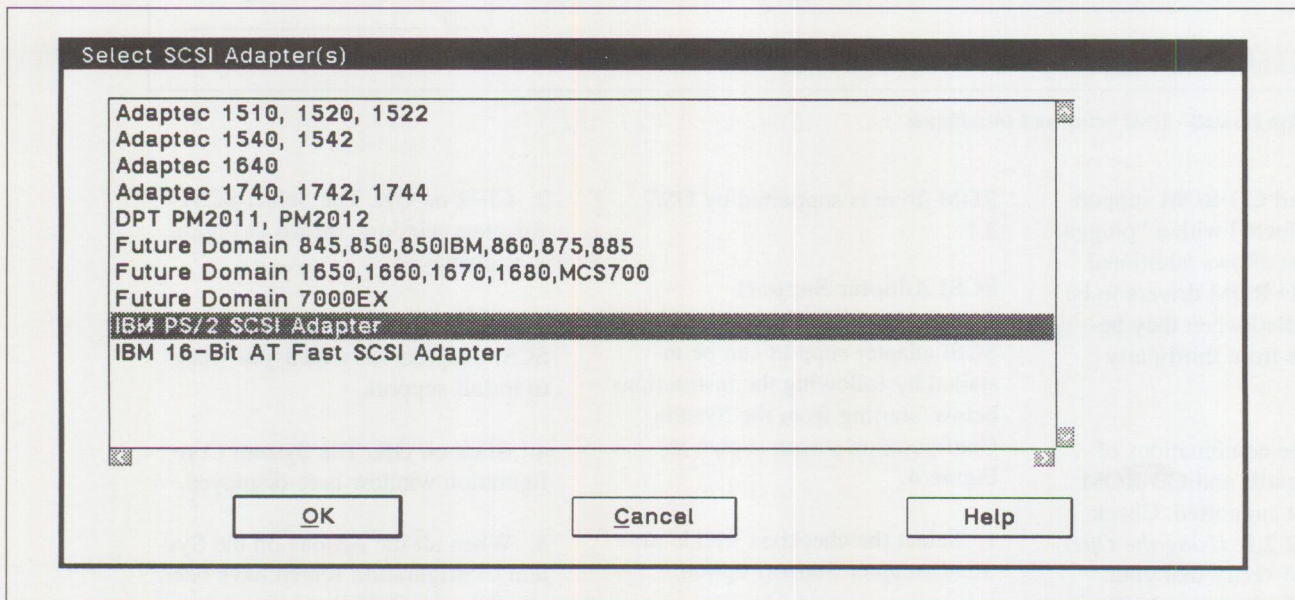 Select SCSI Adapter(s)
Adaptec 1510, 1520, 1522
Adaptec 1540, 1542
Adaptec 1640
Adaptec 1740, 1742, 1744
DPT PM2011, PM2012
Future Domain 845,850,850IBM,860,875,885
Future Domain 1650,1660,1670,1680,MCS700
Future Domain 7000EX
IBM PS/2 SCSI Adapter
IBM 16-Bit AT Fast SCSI Adapter
OK
Cancel
Help